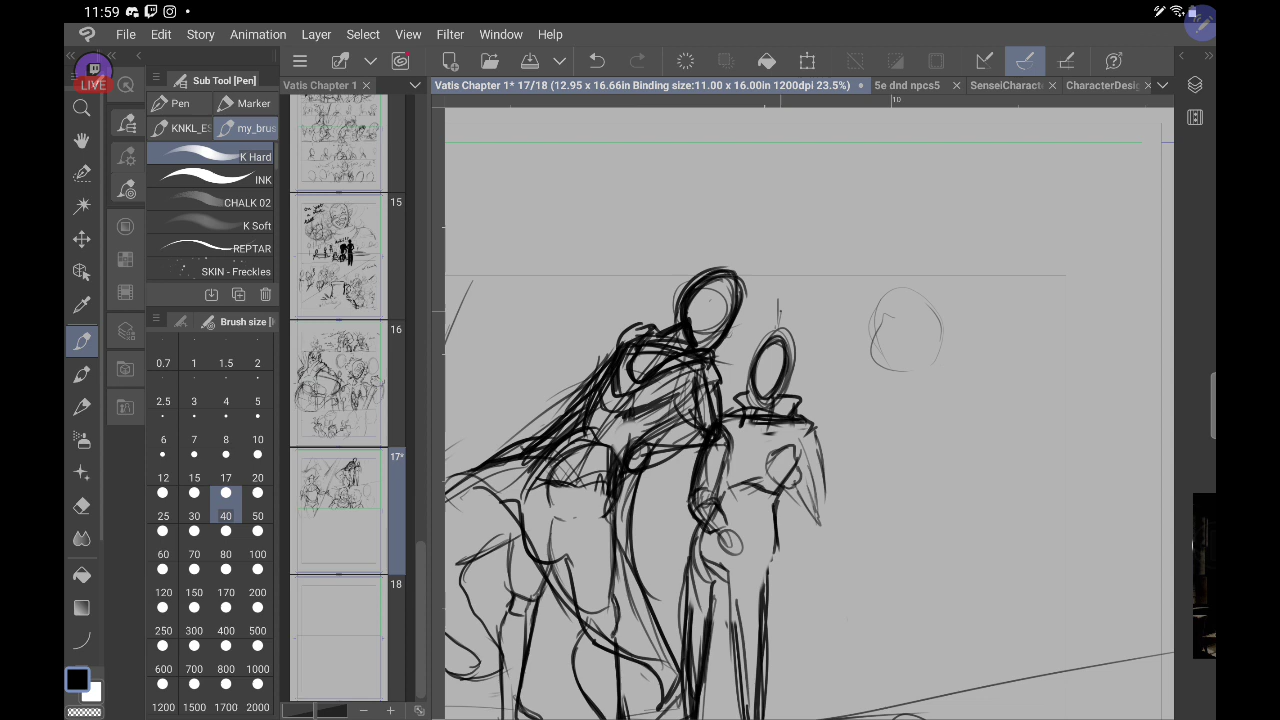 11:59
File Edit Story Animation Layer Select View Filter Window Help
LIVE
Sub Tool [Pen]
Pen Marker
KNKL_ES my_brus
K Hard
INK
CHALK 02
K Soft
REPTAR
SKIN - Freckles
Brush size [
0.7 1 1.5 2
2.5 3 4 5
6 7 8 10
12 15 17 20
25 30 40 50
60 70 80 100
120 150 170 200
250 300 400 500
600 700 800 1000
1200 1500 1700 2000
Vatis Chapter 1
15
16
17*
18
Vatis Chapter 1* 17/18 (12.95 x 16.66in Binding size:11.00 x 16.00in 1200dpi 23.5%)
5e dnd npcs5
SenseiCharact
CharacterDesig
10